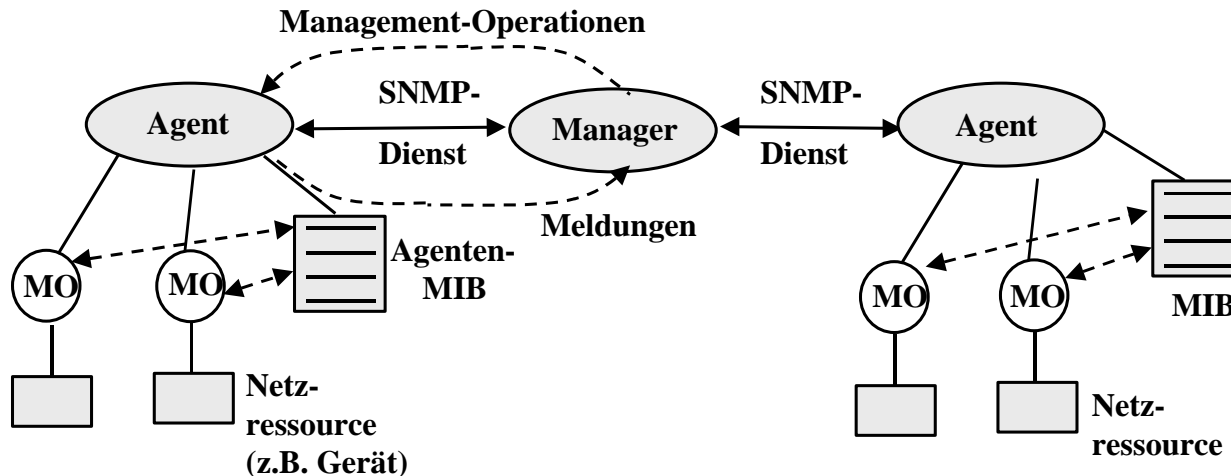 Management-Operationen
SNMP-
Dienst
SNMP-
Dienst
Agent
Manager
Agent
Meldungen
Agenten-
MIB
MO
MO
MO
MO
MIB
Netz-
ressource
(z.B. Gerät)
Netz-
ressource